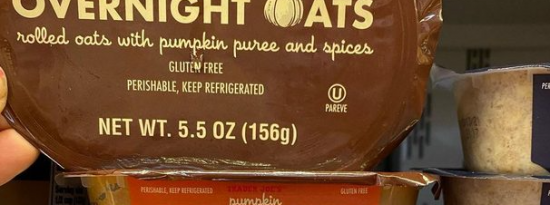 OVERNIGHT OATS
rolled oats with pumpkin puree and spices
GLUTEN FREE
PERISHABLE, KEEP REFRIGERATED
U
PAREVE
NET WT. 5.5 OZ (156g)
PERISHABLE, KEEP REFRIGERATED
TRADER JOE'S
GLUTEN FREE
pumpkin